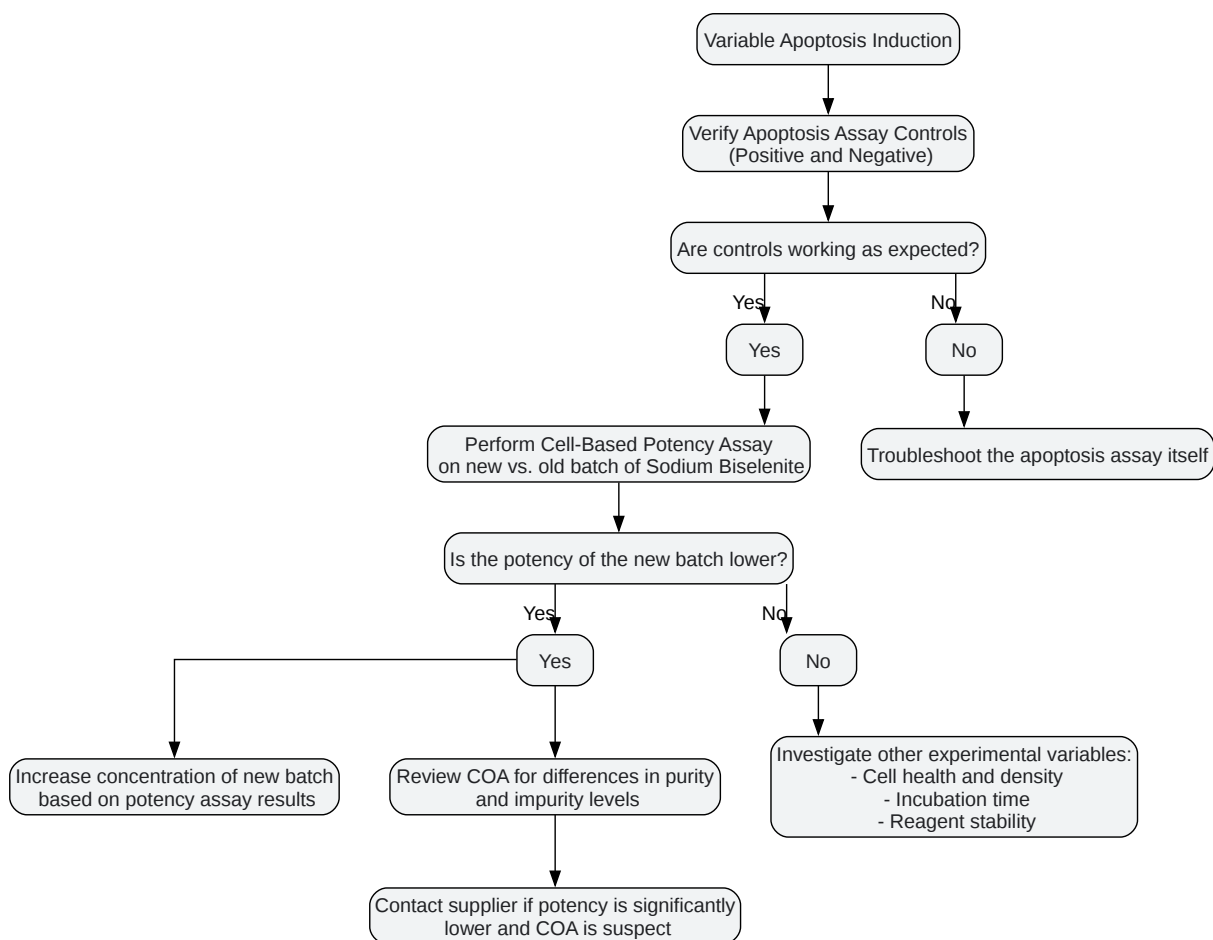 Variable Apoptosis Induction
Verify Apoptosis Assay Controls
(Positive and Negative)
Are controls working as expected?
Yes
No
Yes
No
Perform Cell-Based Potency Assay
on new vs. old batch of Sodium Biselenite
Troubleshoot the apoptosis assay itself
Is the potency of the new batch lower?
Yes
No
Yes
No
Increase concentration of new batch
based on potency assay results
Review COA for differences in purity
and impurity levels
Investigate other experimental variables:
- Cell health and density
- Incubation time
- Reagent stability
Contact supplier if potency is significantly
lower and COA is suspect